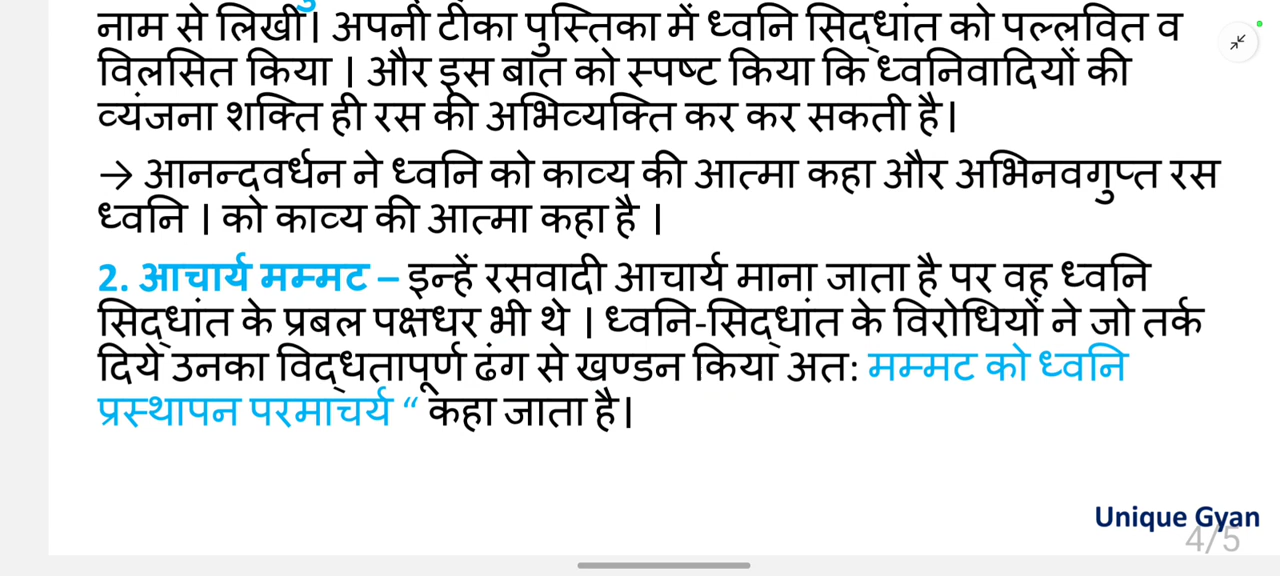 नाम से लिखी। अपनी टीका पुस्तिका में ध्वनि सिद्धांत को पल्लवित व
विलसित किया । और इस बात को स्पष्ट किया कि ध्वनिवादियों की
व्यंजना शक्ति ही रस की अभिव्यक्ति कर कर सकती है।
→ आनन्दवर्धन ने ध्वनि को काव्य की आत्मा कहा और अभिनवगुप्त रस
ध्वनि । को काव्य की आत्मा कहा है ।
2. आचार्य मम्मट – इन्हें रसवादी आचार्य माना जाता है पर वह ध्वनि
सिद्धांत के प्रबल पक्षधर भी थे । ध्वनि-सिद्धांत के विरोधियों ने जो तर्क
दिये उनका विद्धतापूर्ण ढंग से खण्डन किया अत: मम्मट को ध्वनि
प्रस्थापन परमाचर्य “ कहा जाता है।
Unique Gyan
4/5